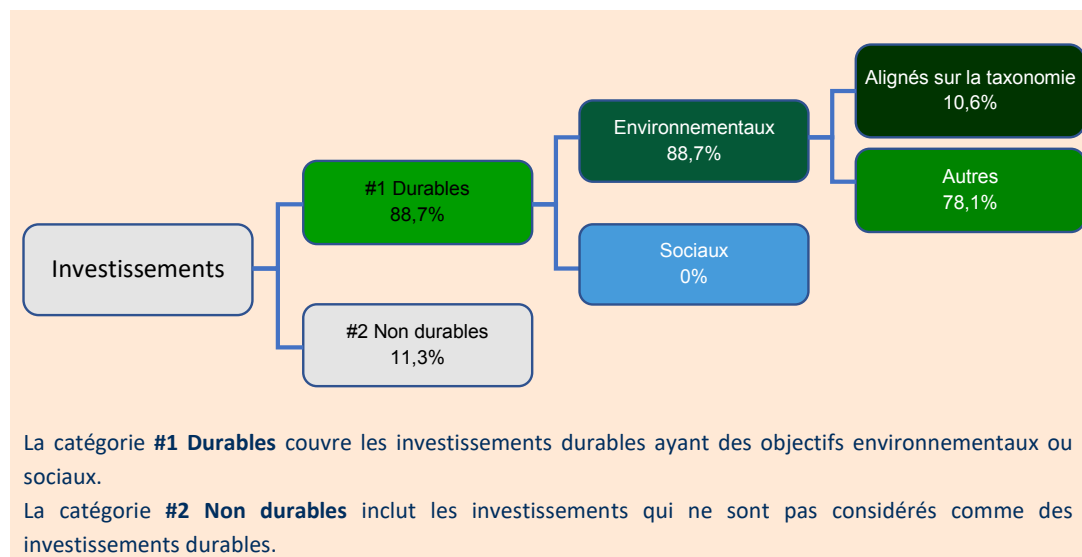 Investissements
#1 Durables
88,7%
#2 Non durables
11,3%
Environnementaux
88,7%
Sociaux
0%
Alignés sur la taxonomie
10,6%
Autres
78,1%
La catégorie #1 Durables couvre les investissements durables ayant des objectifs environnementaux ou
sociaux.
La catégorie #2 Non durables inclut les investissements qui ne sont pas considérés comme des
investissements durables.